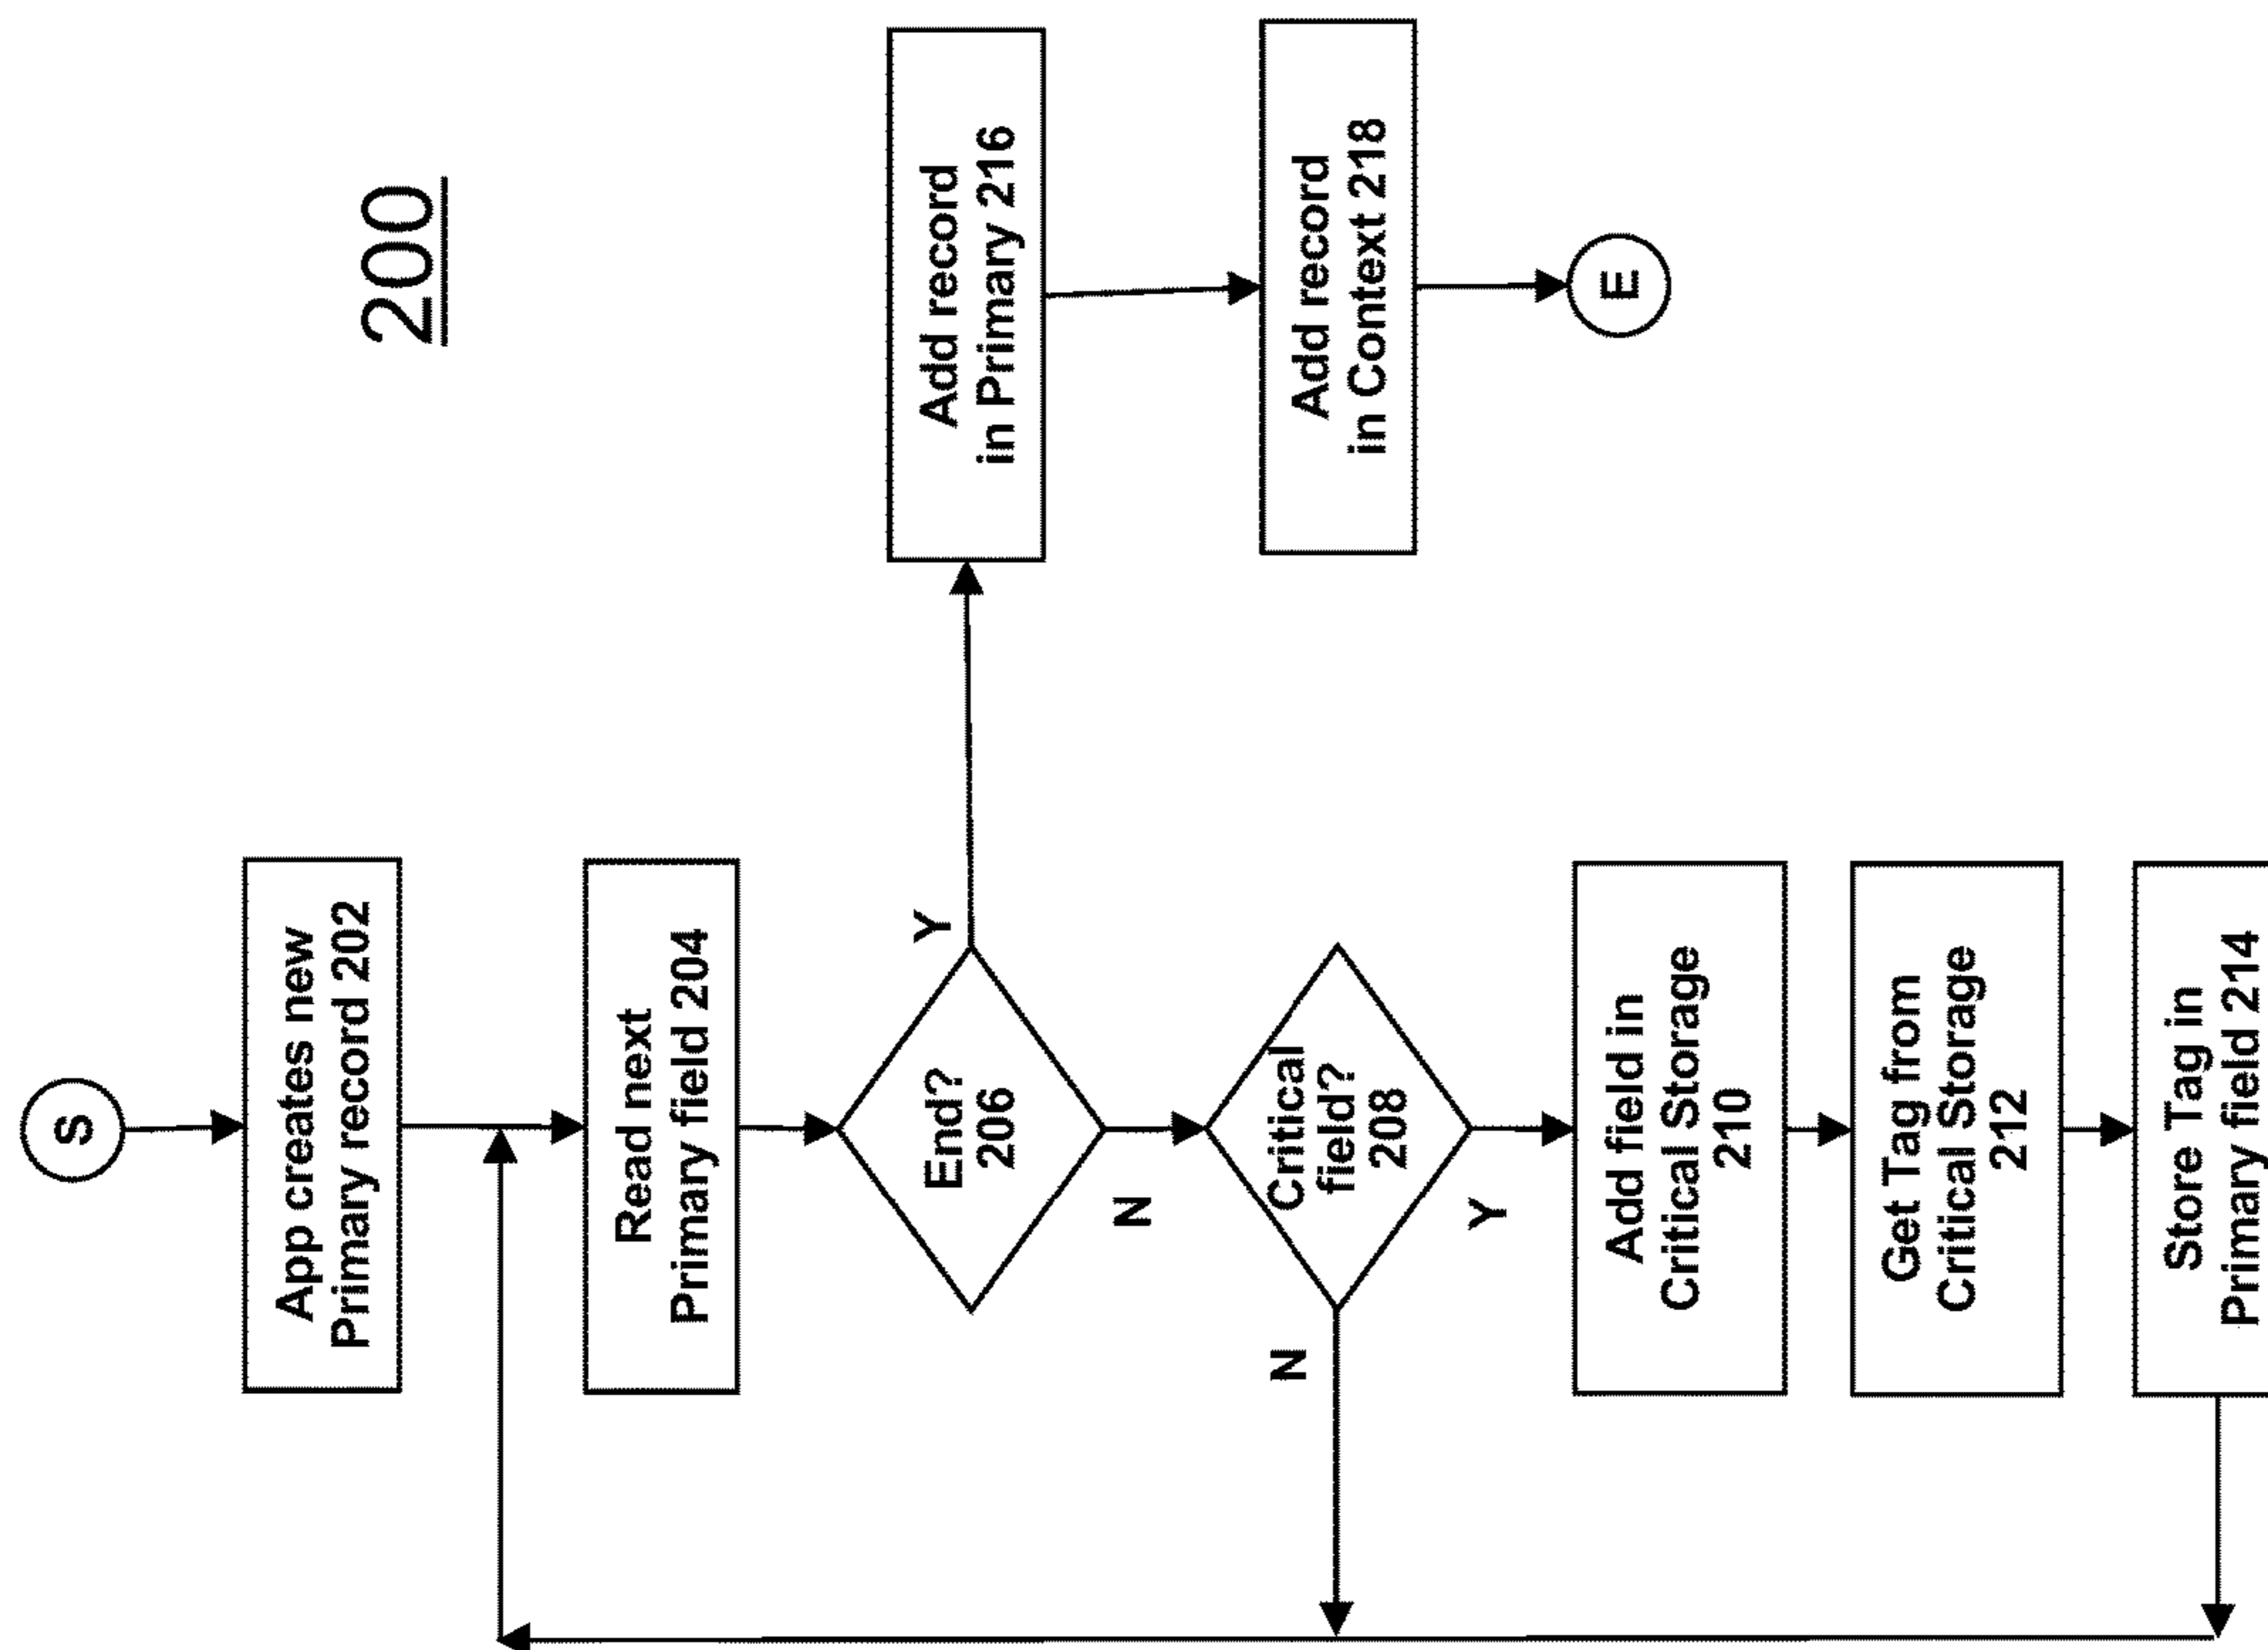 200
S
App creates new
Primary record 202
Read next
Primary field 204
End?
206
Y
N
Critical
field?
208
N
Y
Add field in
Critical Storage
210
Get Tag from
Critical Storage
212
Store Tag in
Primary field 214
Add record
in Primary 216
Add record
in Context 218
E